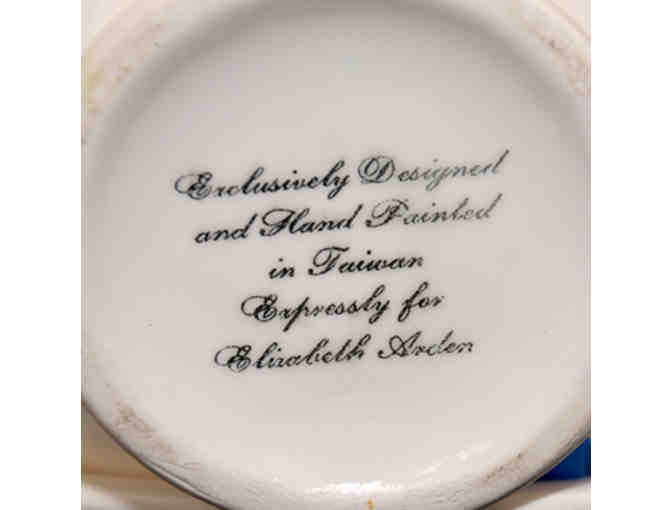 Exclusively Designed
and Hand Painted
in Taiwan
Expressly for
Elizabeth Arden